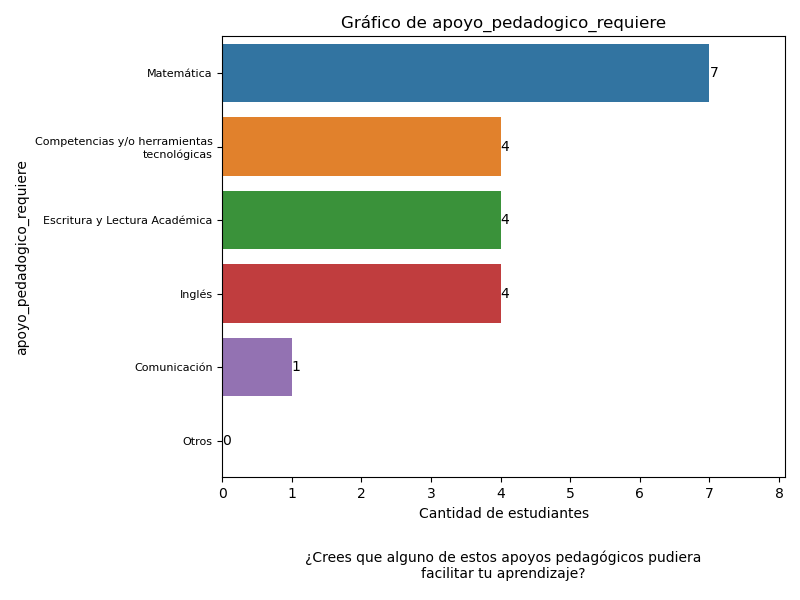 Gráfico de apoyo_pedadogico_requiere
Matemática
7
Competencias y/o herramientas
tecnológicas
4
Escritura y Lectura Académica
4
Inglés
4
Comunicación
1
Otros
0
apoyo_pedadogico_requiere
0 1 2 3 4 5 6 7 8
Cantidad de estudiantes
¿Crees que alguno de estos apoyos pedagógicos pudiera
facilitar tu aprendizaje?